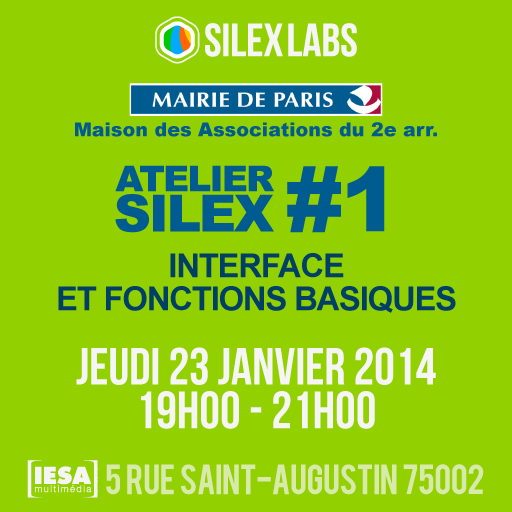 SILEX LABS
MAIRIE DE PARIS
Maison des Associations du 2e arr.
ATELIER
SILEX #1
INTERFACE
ET FONCTIONS BASIQUES
JEUDI 23 JANVIER 2014
19H00 - 21H00
IESA
multimédia
5 RUE SAINT-AUGUSTIN 75002